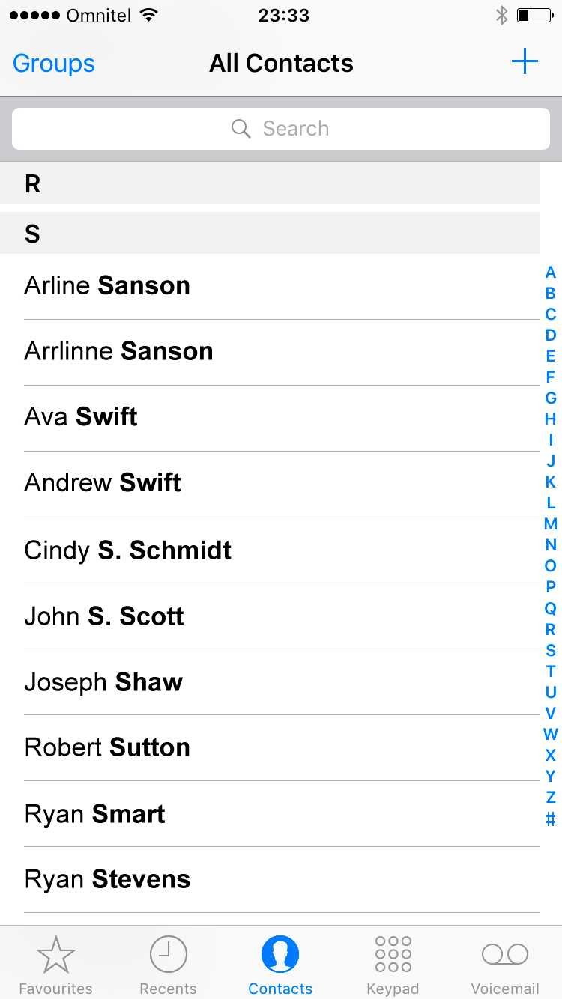 Omnitel 23:33
Groups All Contacts
Search
R
S
Arline Sanson
Arrlinne Sanson
Ava Swift
Andrew Swift
Cindy S. Schmidt
John S. Scott
Joseph Shaw
Robert Sutton
Ryan Smart
Ryan Stevens
A
B
C
D
E
F
G
H
I
J
K
L
M
N
O
P
Q
R
S
T
U
V
W
X
Y
Z
#
Favourites Recents Contacts Keypad Voicemail